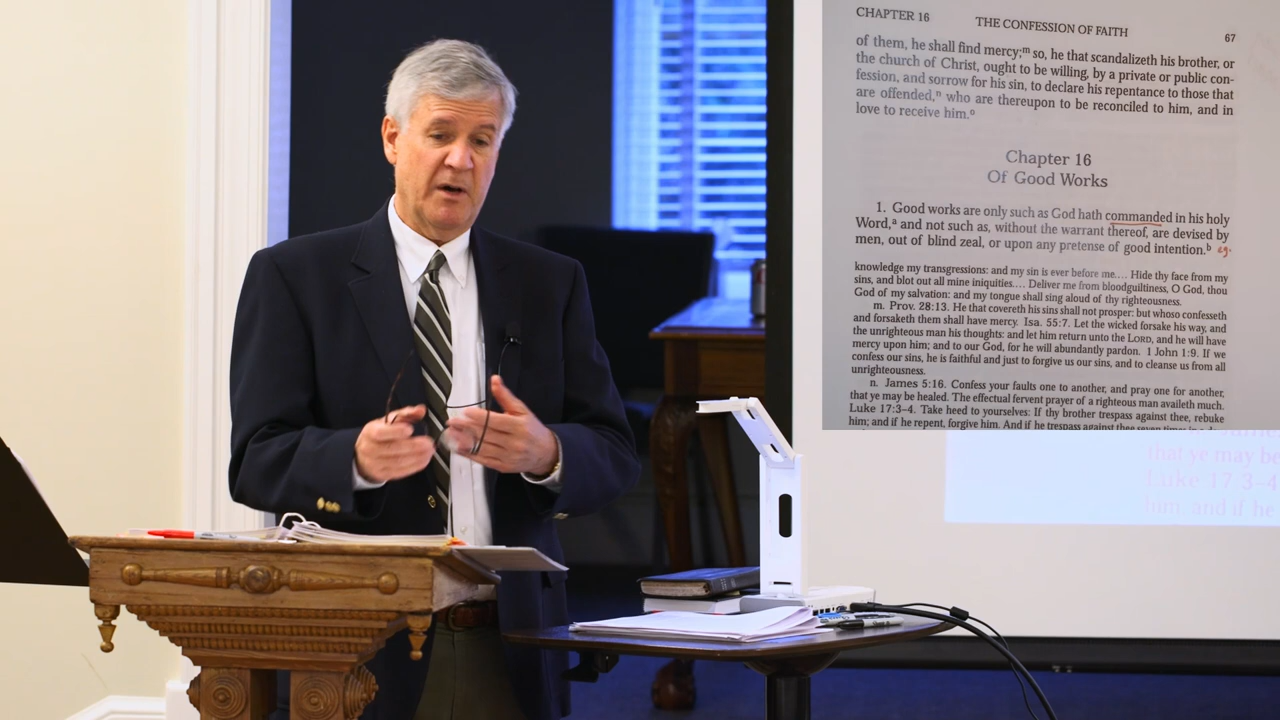 CHAPTER 16 THE CONFESSION OF FAITH 67
of them, he shall find mercy;ᵐ so, he that scandalizeth his brother, or
the church of Christ, ought to be willing, by a private or public con-
fession, and sorrow for his sin, to declare his repentance to those that
are offended,ⁿ who are thereupon to be reconciled to him, and in
love to receive him.ᵒ
Chapter 16
Of Good Works
1. Good works are only such as God hath commanded in his holy
Word,ᵃ and not such as, without the warrant thereof, are devised by
men, out of blind zeal, or upon any pretense of good intention.ᵇ eg.
knowledge my transgressions: and my sin is ever before me.... Hide thy face from my
sins, and blot out all mine iniquities.... Deliver me from bloodguiltiness, O God, thou
God of my salvation: and my tongue shall sing aloud of thy righteousness.
m. Prov. 28:13. He that covereth his sins shall not prosper: but whoso confesseth
and forsaketh them shall have mercy. Isa. 55:7. Let the wicked forsake his way, and
the unrighteous man his thoughts: and let him return unto the LORD, and he will have
mercy upon him; and to our God, for he will abundantly pardon. 1 John 1:9. If we
confess our sins, he is faithful and just to forgive us our sins, and to cleanse us from all
unrighteousness.
n. James 5:16. Confess your faults one to another, and pray one for another,
that ye may be healed. The effectual fervent prayer of a righteous man availeth much.
Luke 17:3–4. Take heed to yourselves: If thy brother trespass against thee, rebuke
him; and if he repent, forgive him. And if he trespass against thee seven times in a day
that ye may be
Luke 17 3–4
him, and if he